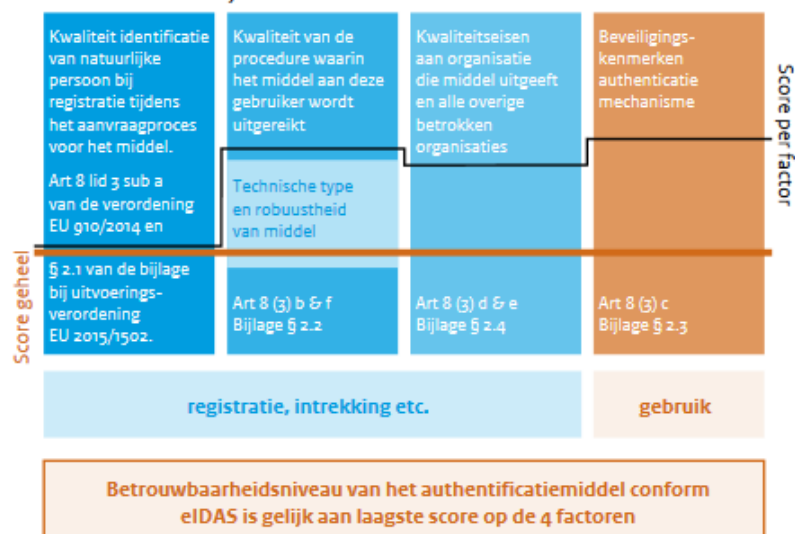 Kwaliteit identificatie
van natuurlijke
persoon bij
registratie tijdens
het aanvraagproces
voor het middel.
Art 8 lid 3 sub a
van de verordening
EU 910/2014 en
§ 2.1 van de bijlage
bij uitvoerings-
verordening
EU 2015/1502.
Kwaliteit van de
procedure waarin
het middel aan deze
gebruiker wordt
uitgereikt
Technische type
en robuustheid
van middel
Art 8 (3) b & f
Bijlage § 2.2
Kwaliteitseisen
aan organisatie
die middel uitgeeft
en alle overige
betrokken
organisaties
Art 8 (3) d & e
Bijlage § 2.4
Beveiligings-
kenmerken
authenticatie
mechanisme
Art 8 (3) c
Bijlage § 2.3
Score per factor
Score geheel
registratie, intrekking etc.
gebruik
Betrouwbaarheidsniveau van het authentificatiemiddel conform
eIDAS is gelijk aan laagste score op de 4 factoren